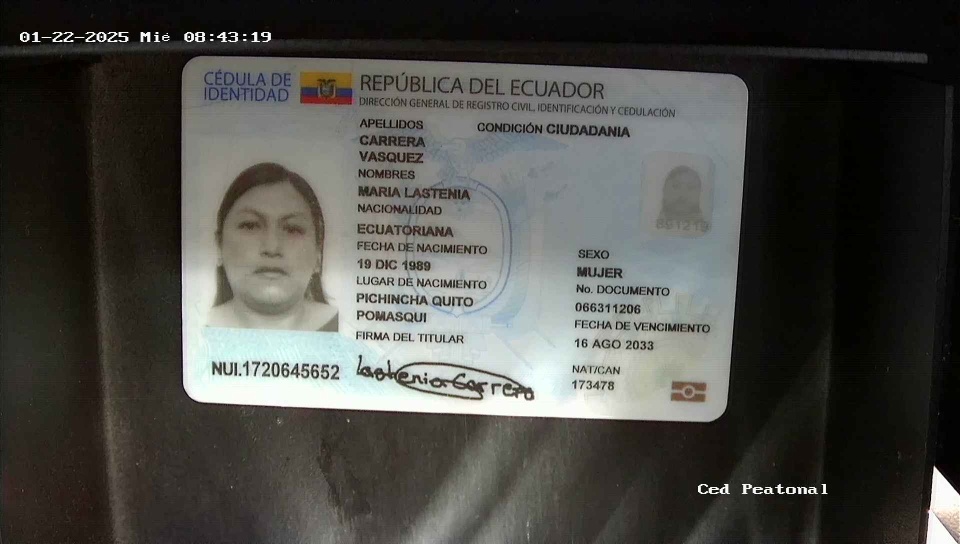 01-22-2025 Mié 08:43:19
CÉDULA DE
IDENTIDAD
REPÚBLICA DEL ECUADOR
DIRECCIÓN GENERAL DE REGISTRO CIVIL, IDENTIFICACIÓN Y CEDULACIÓN
APELLIDOS
CONDICIÓN CIUDADANIA
CARRERA
VASQUEZ
NOMBRES
MARIA LASTENIA
NACIONALIDAD
ECUATORIANA
FECHA DE NACIMIENTO
19 DIC 1989
LUGAR DE NACIMIENTO
PICHINCHA QUITO
POMASQUI
FIRMA DEL TITULAR
Lastenia Carrera
891219
SEXO
MUJER
No. DOCUMENTO
066311206
FECHA DE VENCIMIENTO
16 AGO 2033
NAT/CAN
173478
NUI.1720645652
Ced Peatonal